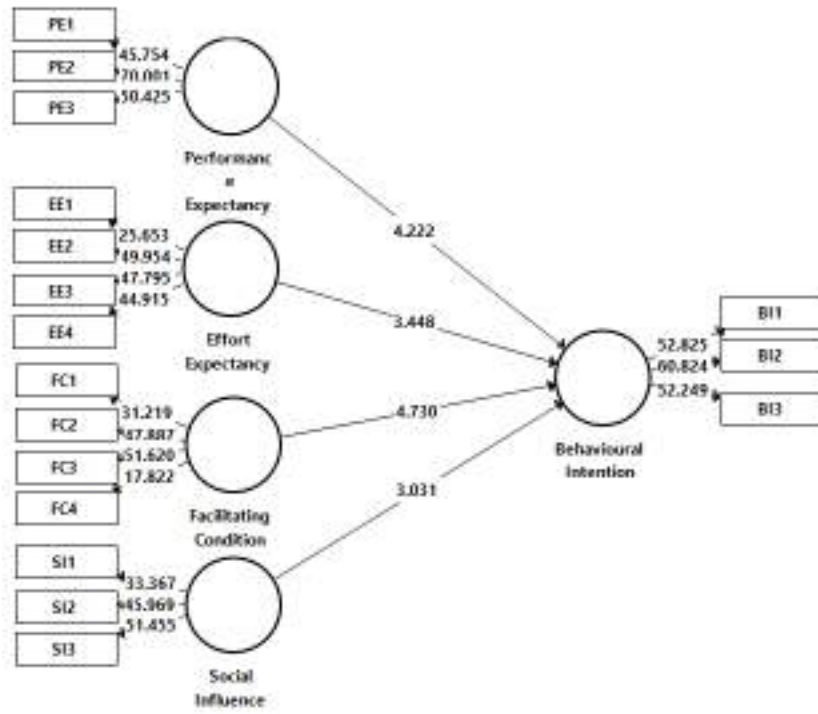 PE1
45.754
PE2
70.001
PE3
50.425
Performanc
e
Expectancy
4.222
EE1
25.653
EE2
49.954
EE3
47.795
EE4
44.915
Effort
Expectancy
3.448
FC1
31.219
FC2
47.887
FC3
51.620
FC4
17.822
Facilitating
Condition
4.730
SI1
33.367
SI2
45.969
SI3
51.455
Social
Influence
3.031
BI1
52.825
BI2
60.824
BI3
52.249
Behavioural
Intention